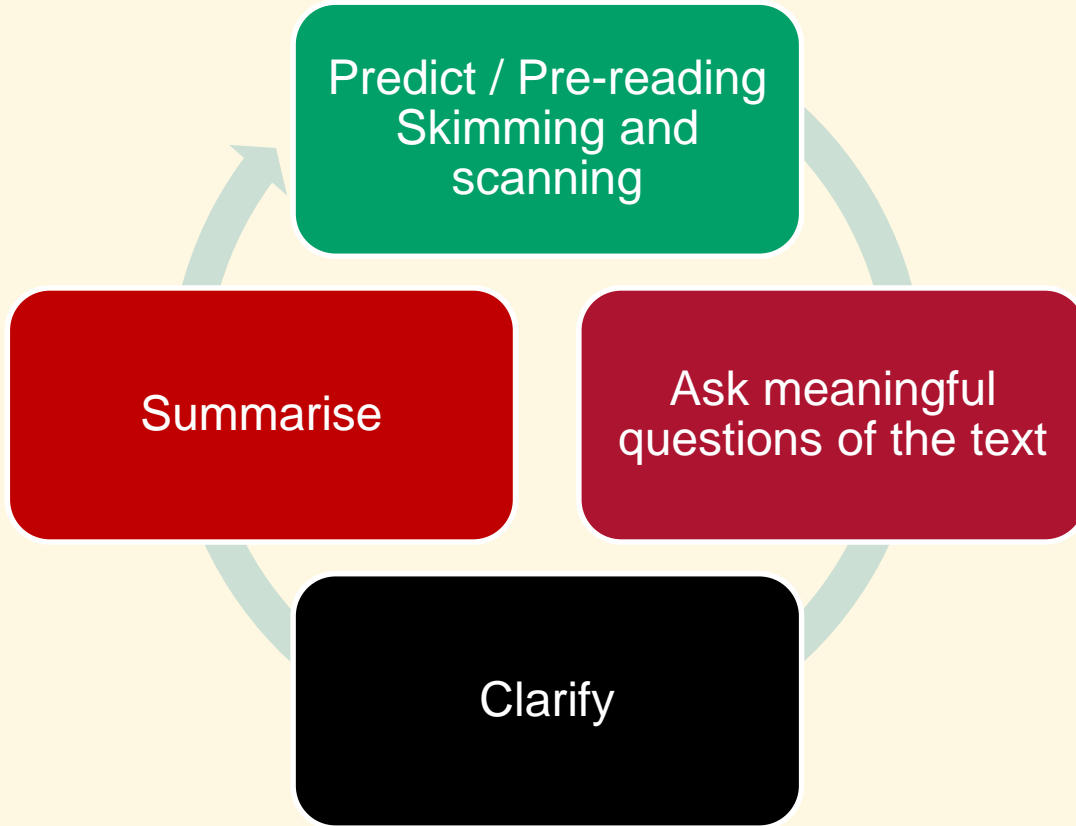 Predict / Pre-reading
Skimming and
scanning
Ask meaningful
questions of the text
Clarify
Summarise